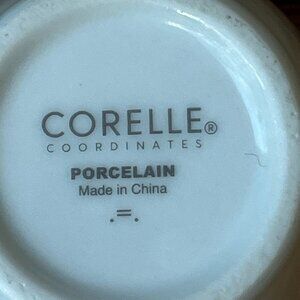 CORELLE®
COORDINATES
PORCELAIN
Made in China
.=.